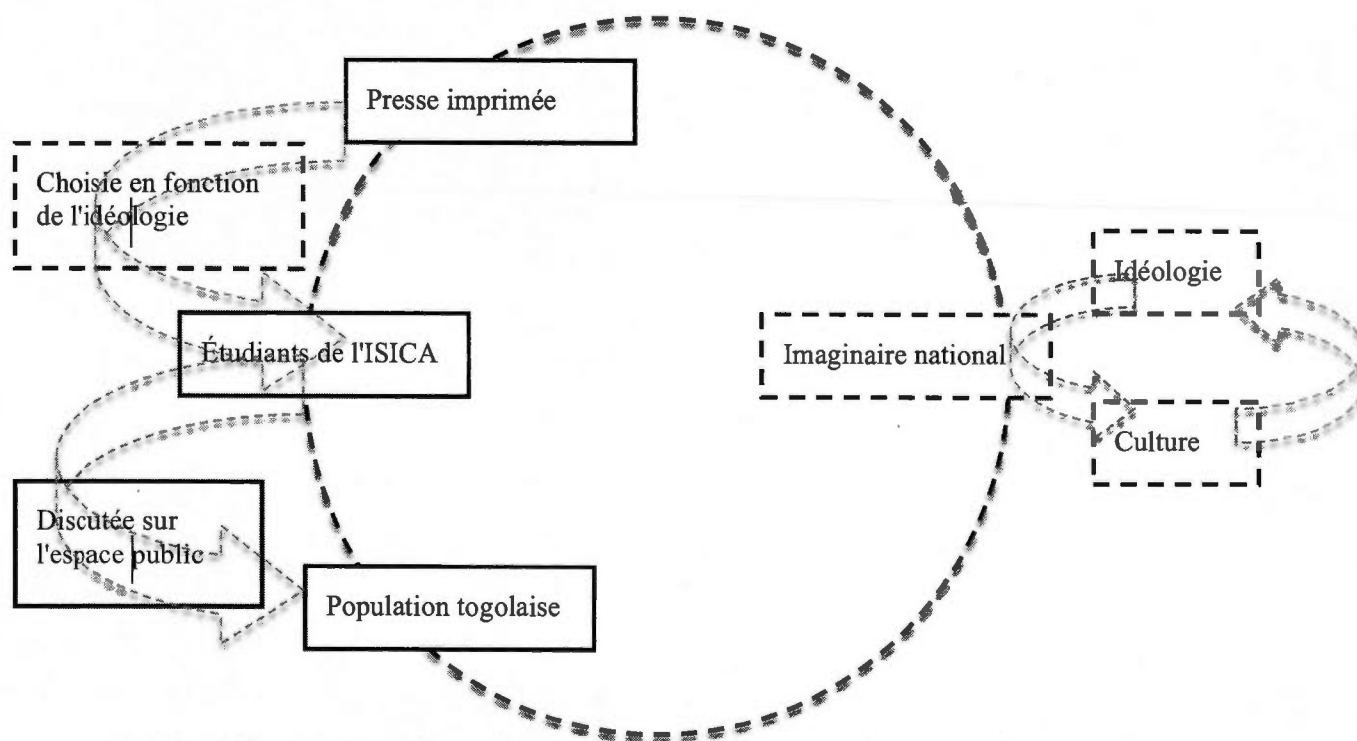 Presse imprimée
Choisie en fonction
de l'idéologie
Étudiants de l'ISICA
Discutée sur
l'espace public
Population togolaise
Imaginaire national
Idéologie
Culture